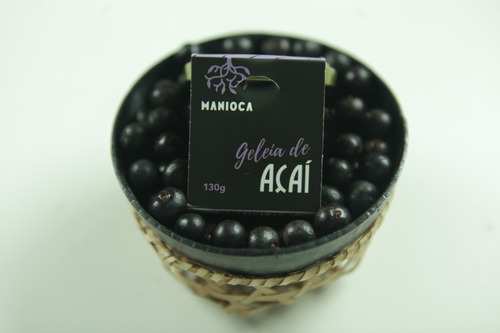 MANIOCA
Geleia de
AÇAÍ
130g